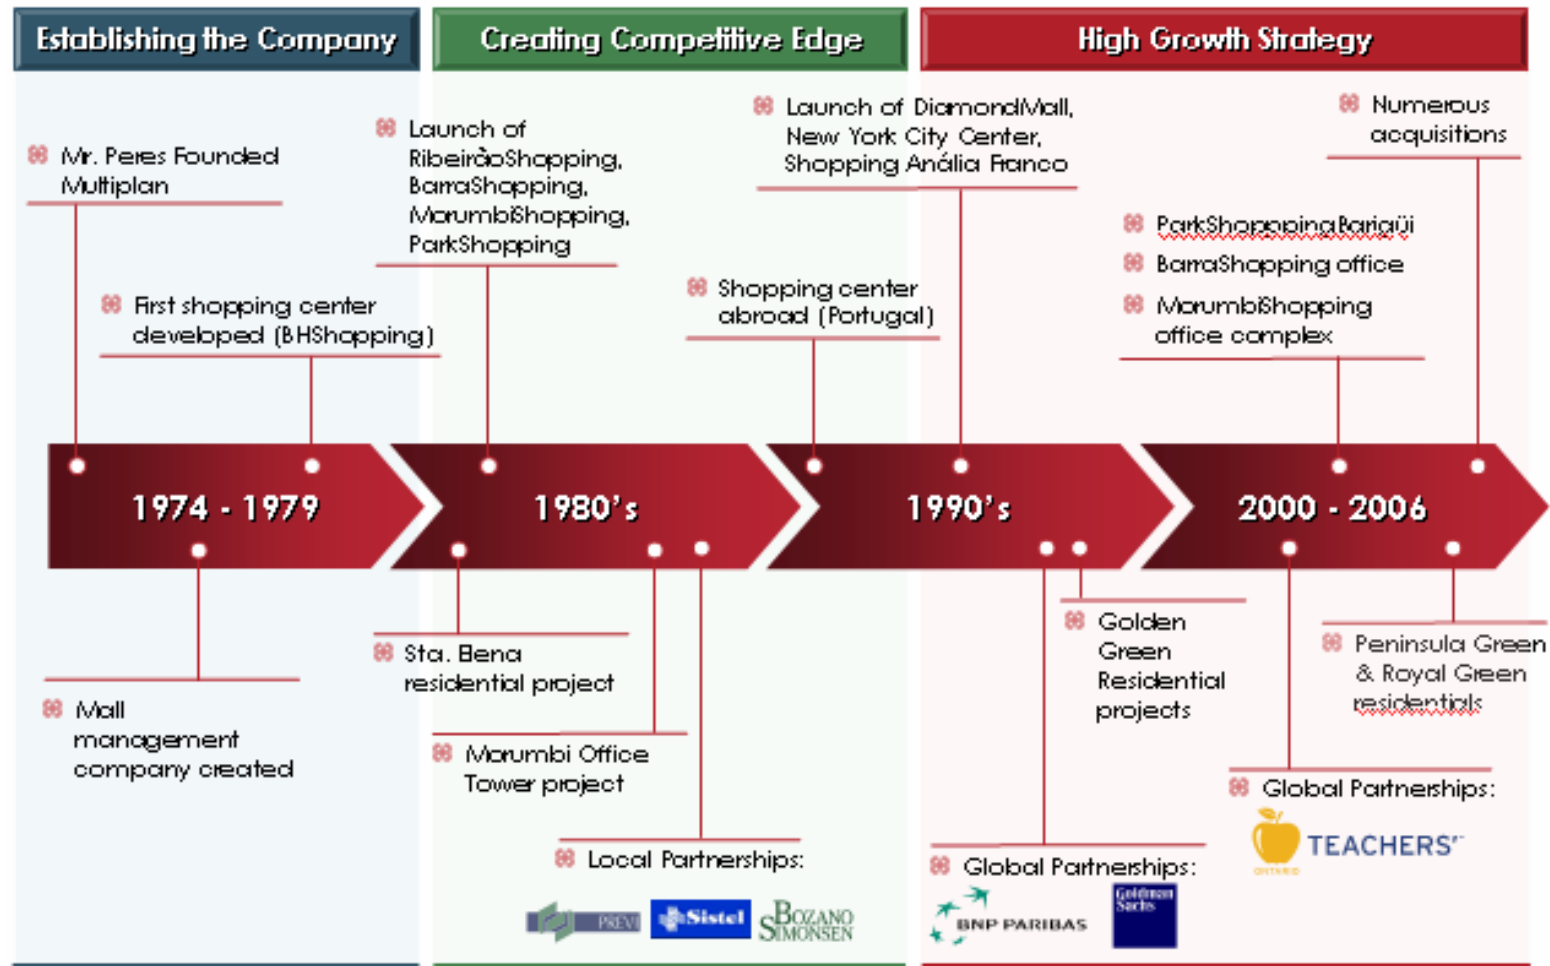 Establishing the Company
Creating Competitive Edge
High Growth Strategy
Mr. Peres Founded
Multiplan
First shopping center
developed (BHShopping)
Launch of
RibeirãoShopping,
BarraShopping,
MorumbiShopping,
ParkShopping
Shopping center
abroad (Portugal)
Launch of DiamondMall,
New York City Center,
Shopping Anália Franco
ParkShoppopingBarigüi
BarraShopping office
MorumbiShopping
office complex
Numerous
acquisitions
1974 - 1979
1980's
1990's
2000 - 2006
Mall
management
company created
Sta. Elena
residential project
Morumbi Office
Tower project
Local Partnerships:
PREVI
Sistel
BOZANO
SIMONSEN
Golden
Green
Residential
projects
Global Partnerships:
BNP PARIBAS
Goldman
Sachs
Peninsula Green
& Royal Green
residentials
Global Partnerships:
ONTARIO
TEACHERS'